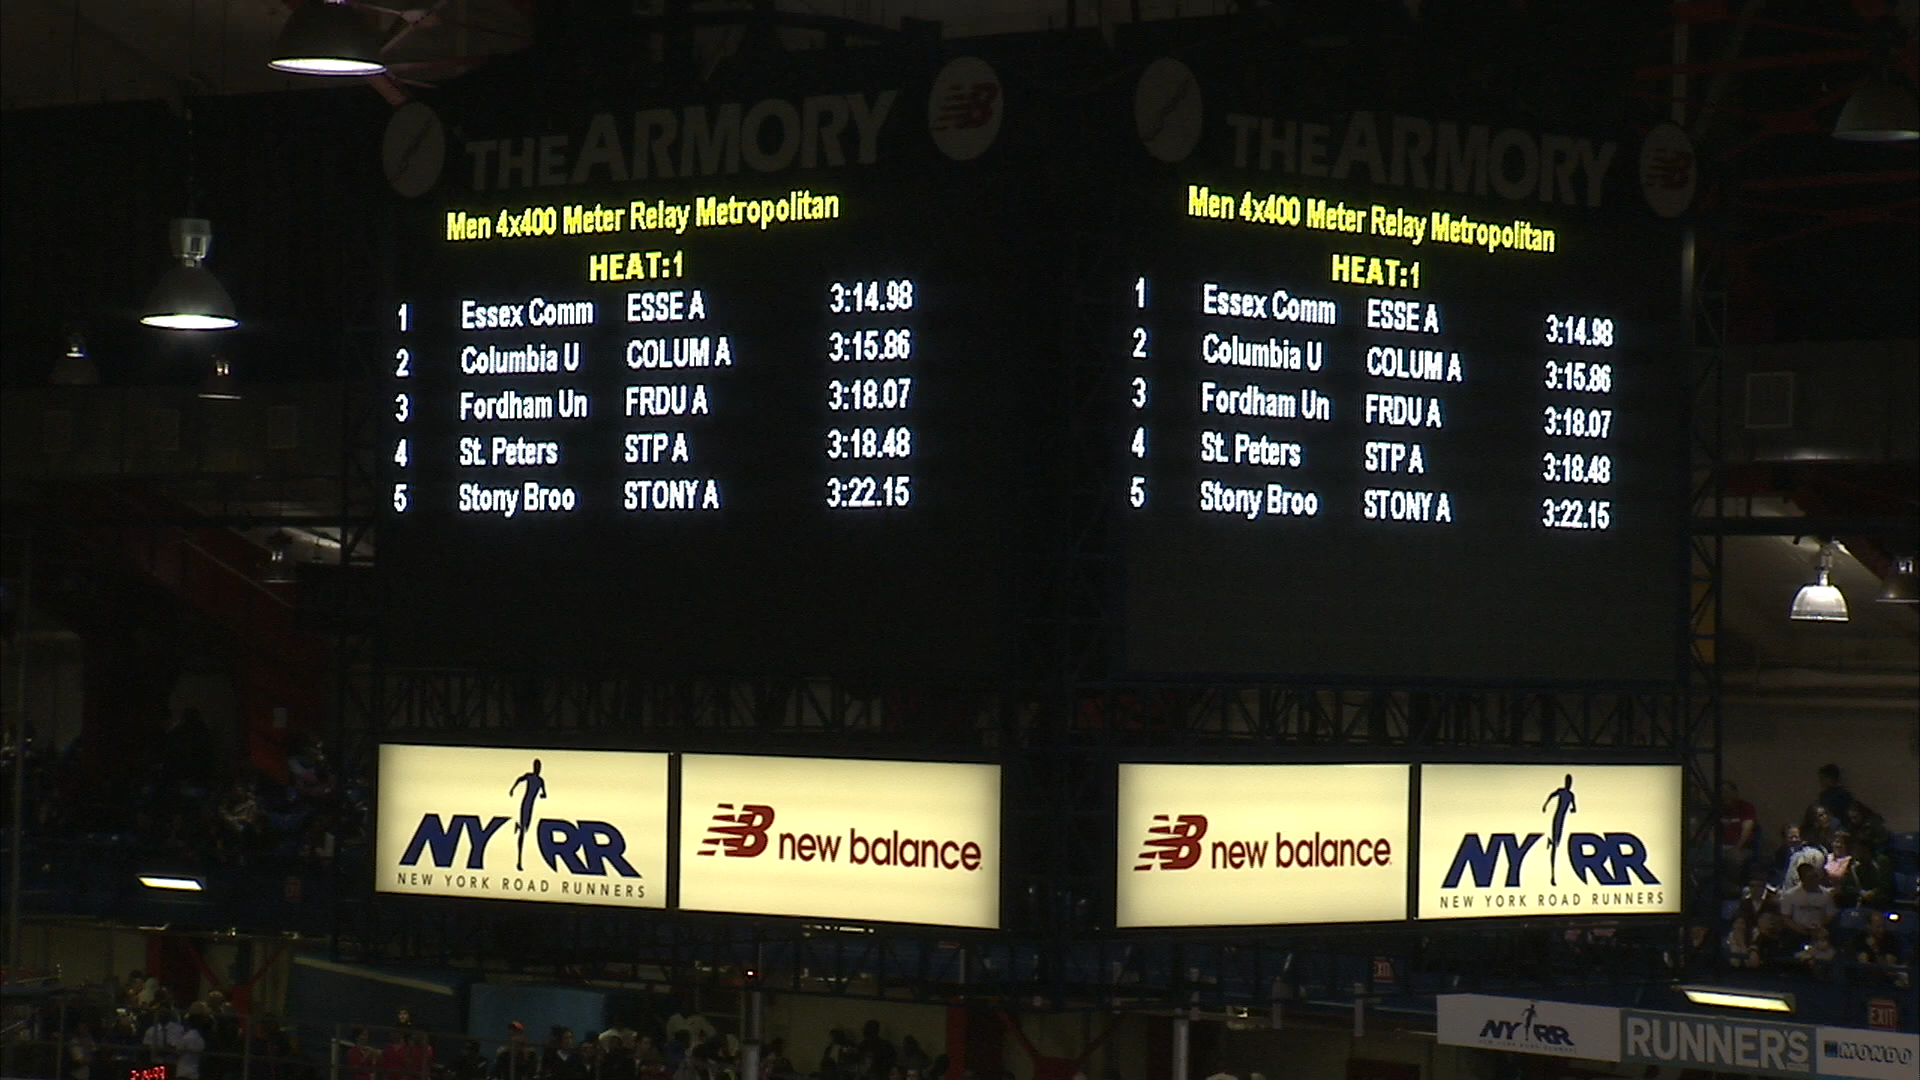 THE ARMORY
Men 4x400 Meter Relay Metropolitan
HEAT:1
1 Essex Comm ESSE A 3:14.98
2 Columbia U COLUM A 3:15.86
3 Fordham Un FRDU A 3:18.07
4 St. Peters STP A 3:18.48
5 Stony Broo STONY A 3:22.15
NYRR
NEW YORK ROAD RUNNERS
NB new balance
THE ARMORY
Men 4x400 Meter Relay Metropolitan
HEAT:1
1 Essex Comm ESSE A 3:14.98
2 Columbia U COLUM A 3:15.86
3 Fordham Un FRDU A 3:18.07
4 St. Peters STP A 3:18.48
5 Stony Broo STONY A 3:22.15
NB new balance
NYRR
NEW YORK ROAD RUNNERS
EXIT
NYRR
RUNNER'S
MONDO
EXIT